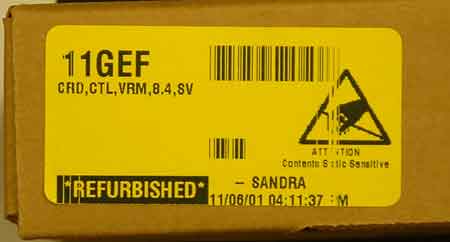 11GEF
CRD,CTL,VRM,8.4,SV
ATTENTION
Contents Static Sensitive
*REFURBISHED*
- SANDRA
11/06/01 04:11:37 PM